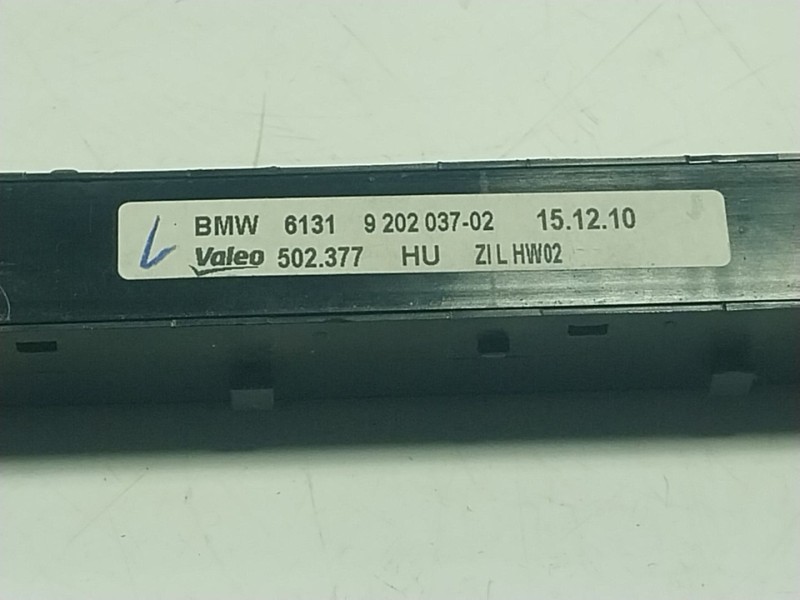 BMW 6131 9 202 037-02 15.12.10
Valeo 502.377 HU ZI L HW02